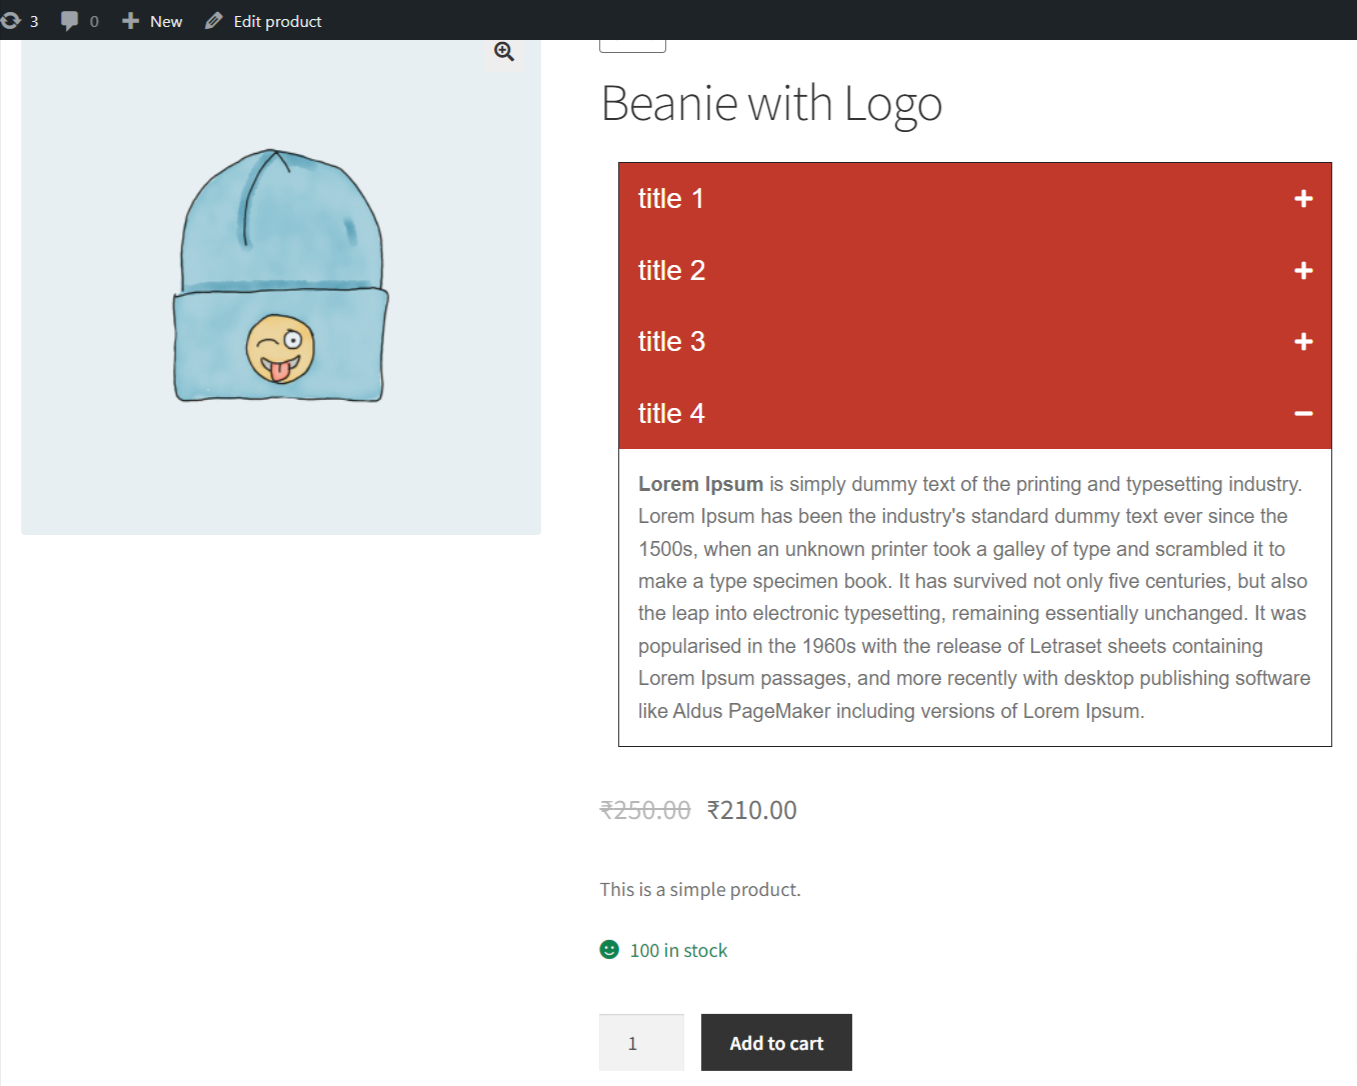 3 0 New Edit product
Beanie with Logo
title 1
title 2
title 3
title 4
Lorem Ipsum is simply dummy text of the printing and typesetting industry.
Lorem Ipsum has been the industry's standard dummy text ever since the
1500s, when an unknown printer took a galley of type and scrambled it to
make a type specimen book. It has survived not only five centuries, but also
the leap into electronic typesetting, remaining essentially unchanged. It was
popularised in the 1960s with the release of Letraset sheets containing
Lorem Ipsum passages, and more recently with desktop publishing software
like Aldus PageMaker including versions of Lorem Ipsum.
₹250.00 ₹210.00
This is a simple product.
100 in stock
1 Add to cart